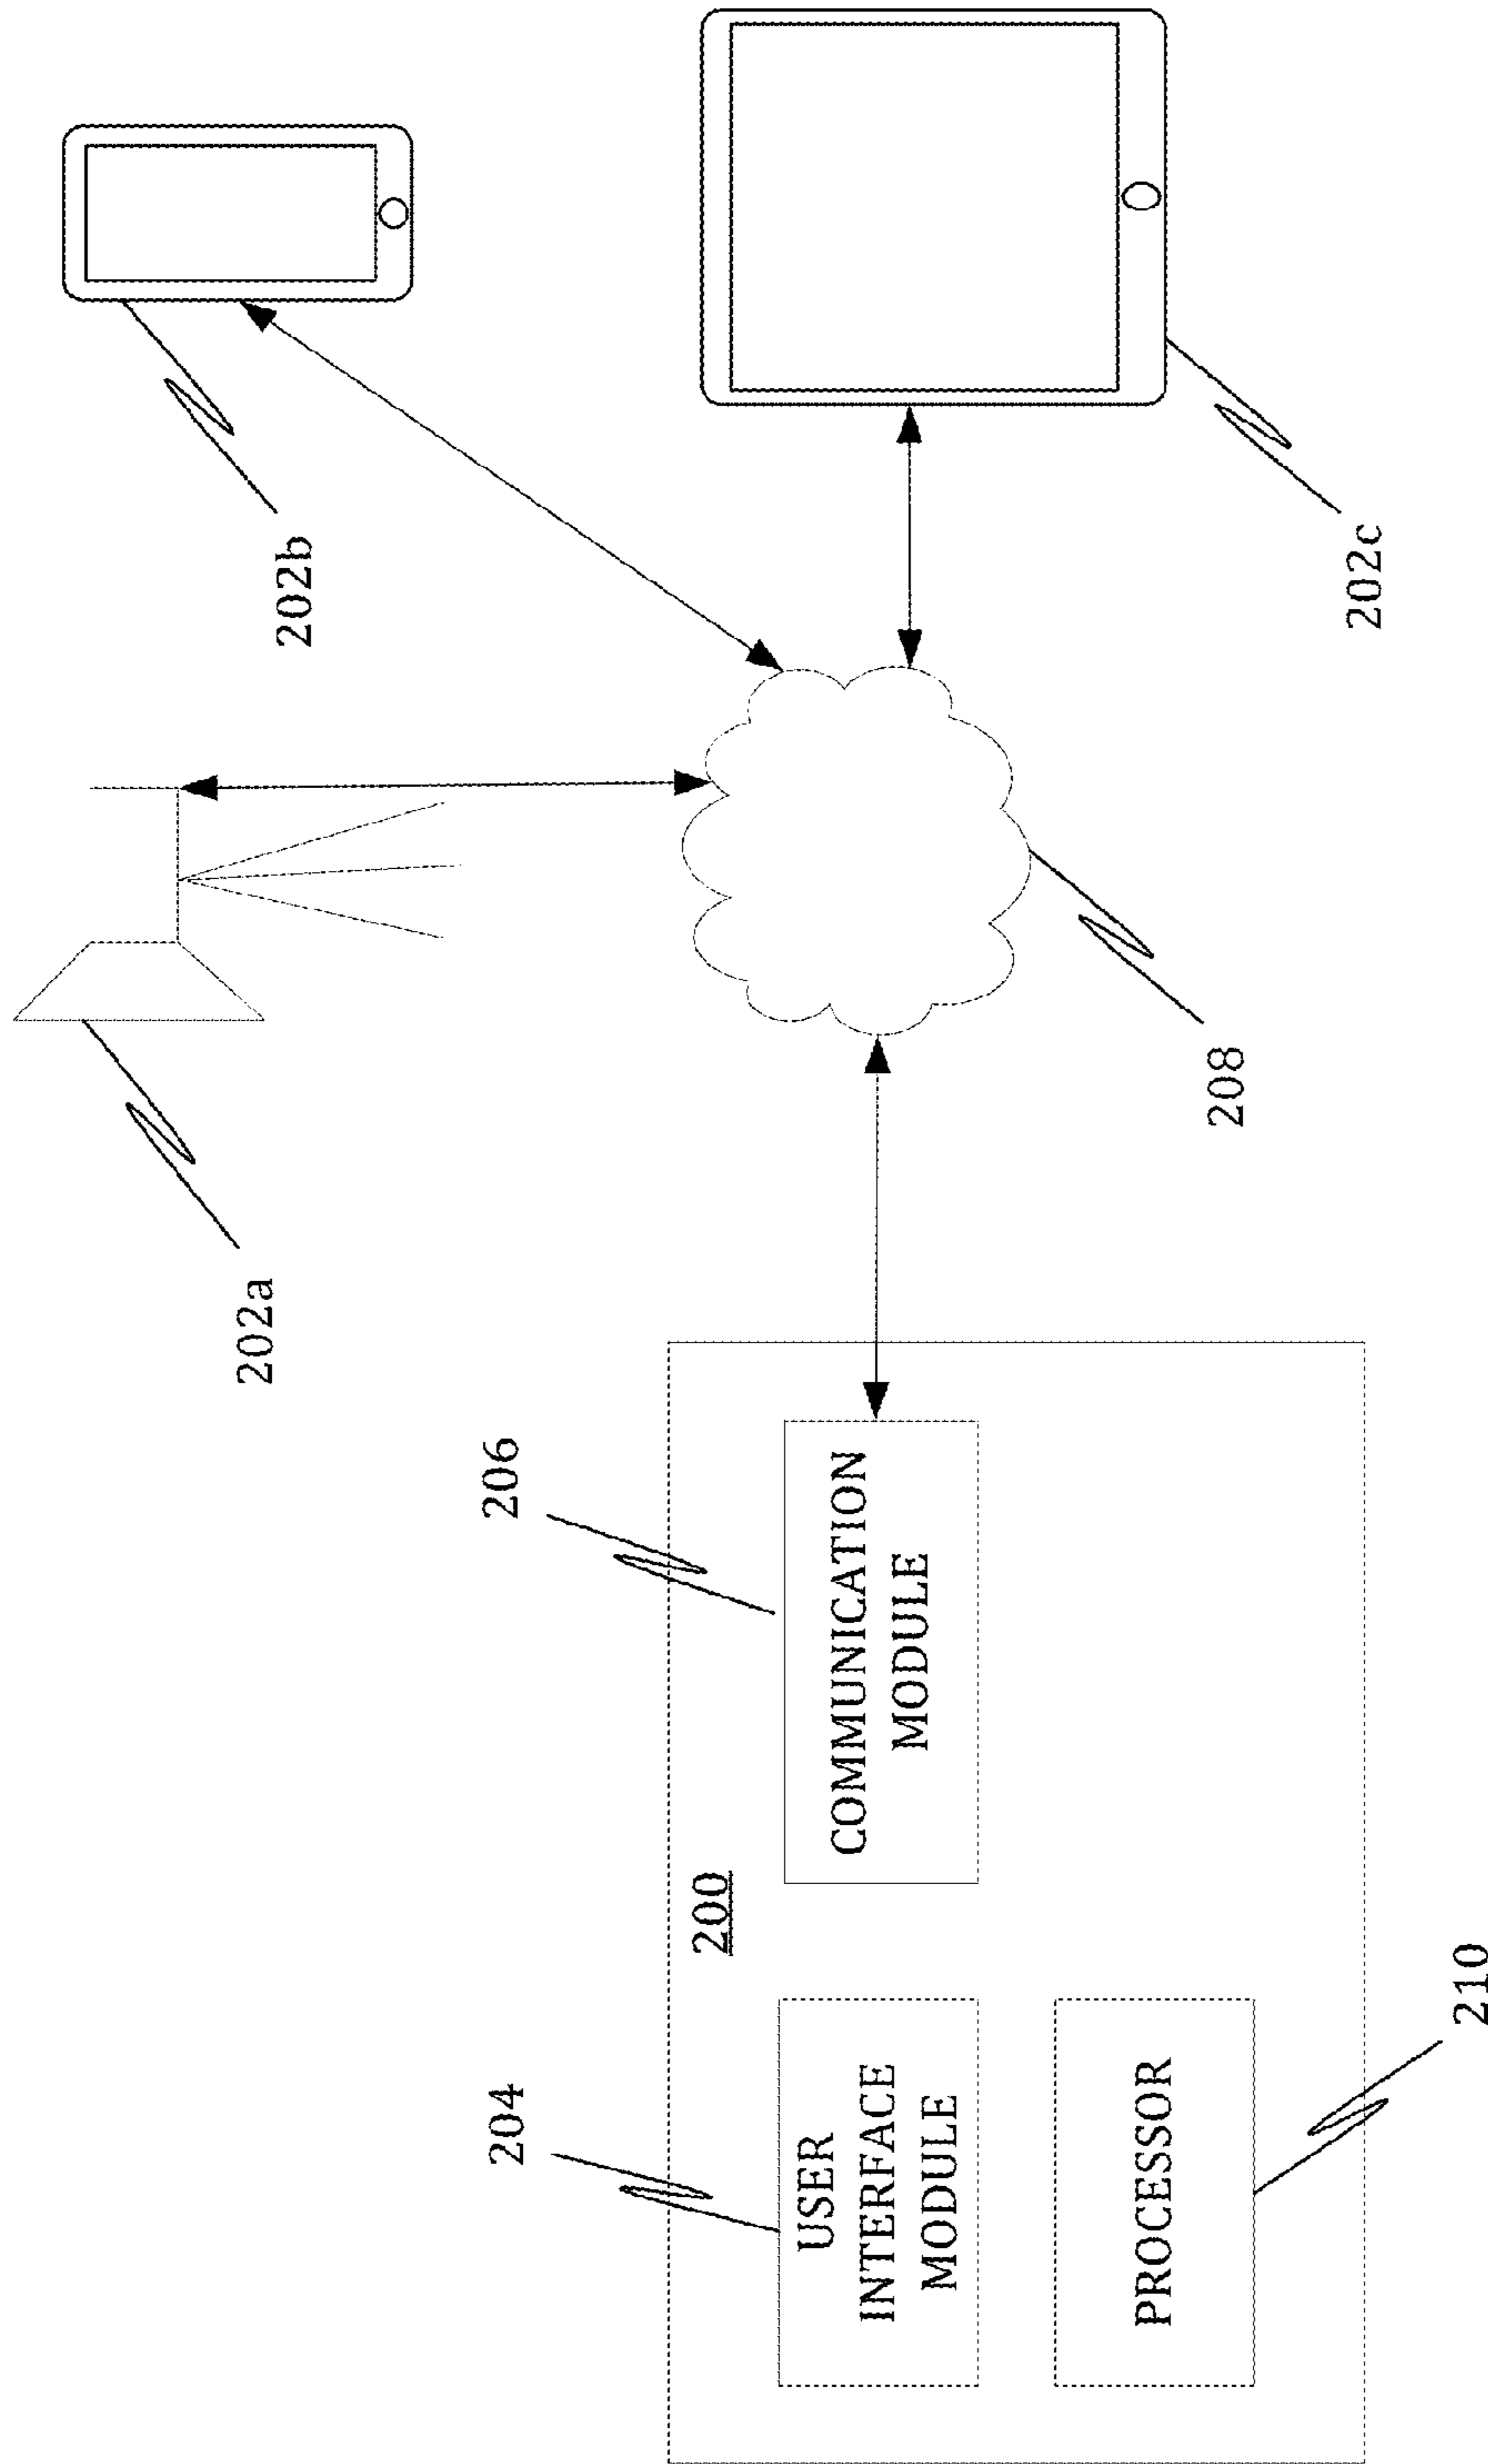 202a
202b
202c
208
200
204
USER
INTERFACE
MODULE
206
COMMUNICATION
MODULE
PROCESSOR
210